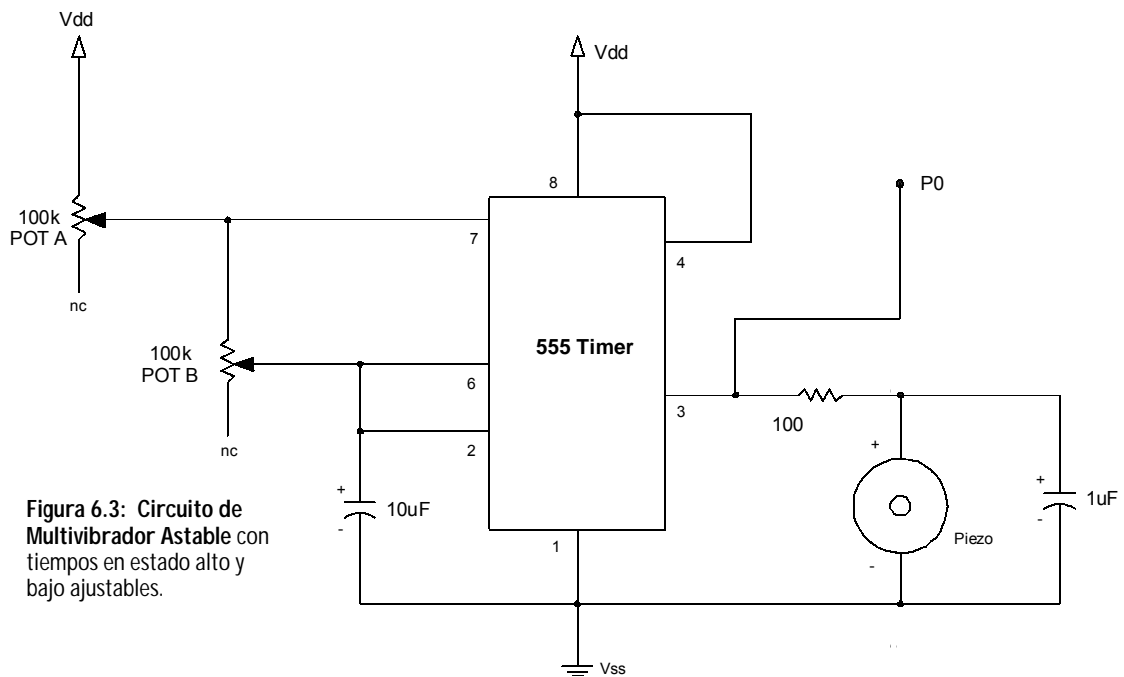 Vdd
Vdd
8
P0
100k
POT A
7
4
nc
555 Timer
100k
POT B
6
3
100
2
nc
+
+
+
10uF
1uF
-
-
Piezo
-
1
Figura 6.3: Circuito de
Multivibrador Astable con
tiempos en estado alto y
bajo ajustables.
Vss